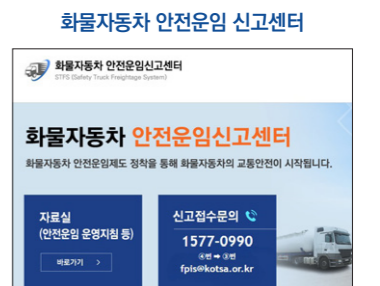 화물자동차 안전운임 신고센터
화물자동차 안전운임신고센터
STFS (Safety Truck Freightage System)
화물자동차 안전운임신고센터
화물자동차 안전운임제도 정착을 통해 화물자동차의 교통안전이 시작됩니다.
자료실
(안전운임 운영지침 등)
바로가기 >
신고접수문의
1577-0990
④번 ➡ ③번
fpis@kotsa.or.kr